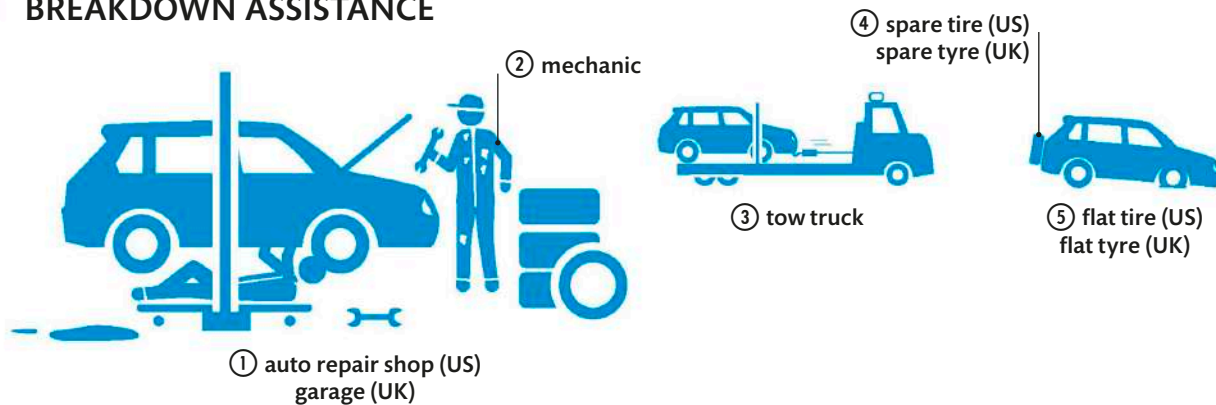 BREAKDOWN ASSISTANCE
② mechanic
④ spare tire (US)
spare tyre (UK)
③ tow truck
⑤ flat tire (US)
flat tyre (UK)
① auto repair shop (US)
garage (UK)